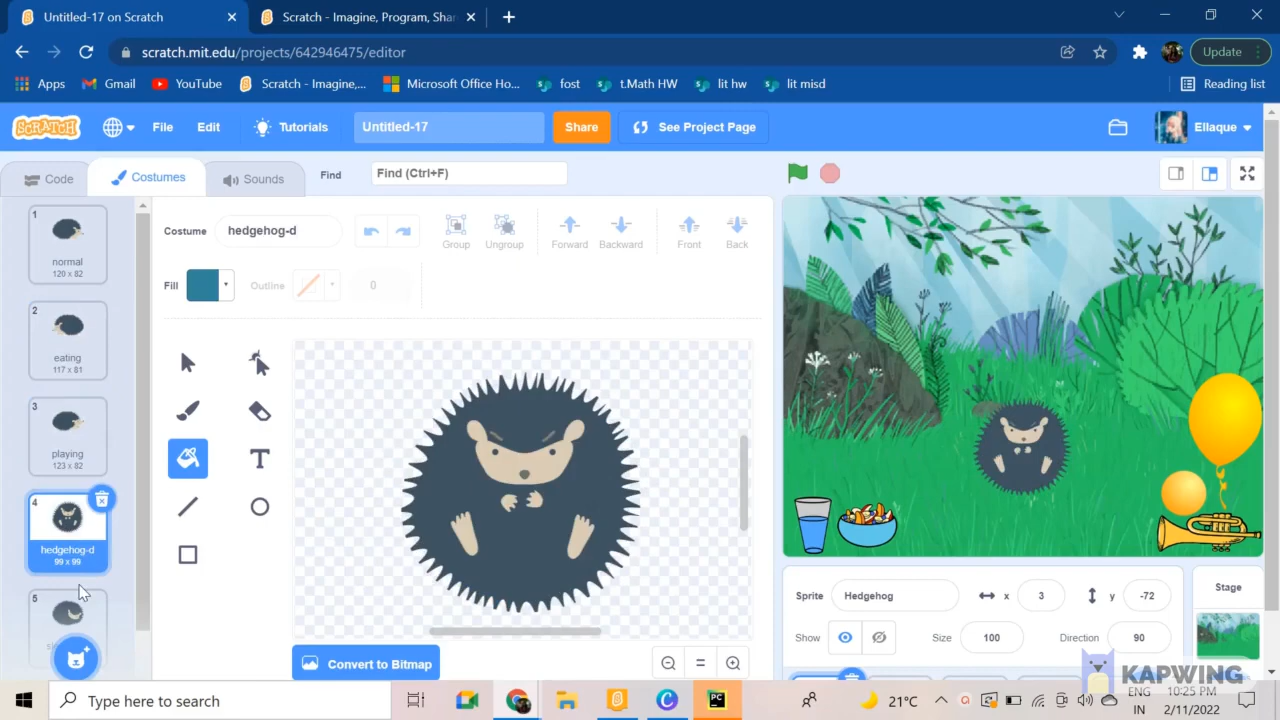 Untitled-17 on Scratch
Scratch - Imagine, Program, Shar
scratch.mit.edu/projects/642946475/editor
Update
Apps
Gmail
YouTube
Scratch - Imagine,...
Microsoft Office Ho...
fost
t.Math HW
lit hw
lit misd
Reading list
SCRATCH
File
Edit
Tutorials
Untitled-17
Share
See Project Page
Ellaque
Code
Costumes
Sounds
Find
Find (Ctrl+F)
1
normal
120 x 82
2
eating
117 x 81
3
playing
123 x 82
4
hedgehog-d
99 x 99
5
Costume
hedgehog-d
Group
Ungroup
Forward
Backward
Front
Back
Fill
Outline
0
T
Convert to Bitmap
Sprite
Hedgehog
x
3
y
-72
Show
Size
100
Direction
90
Stage
KAPWING
Type here to search
PC
21°C
ENG
IN
10:25 PM
2/11/2022